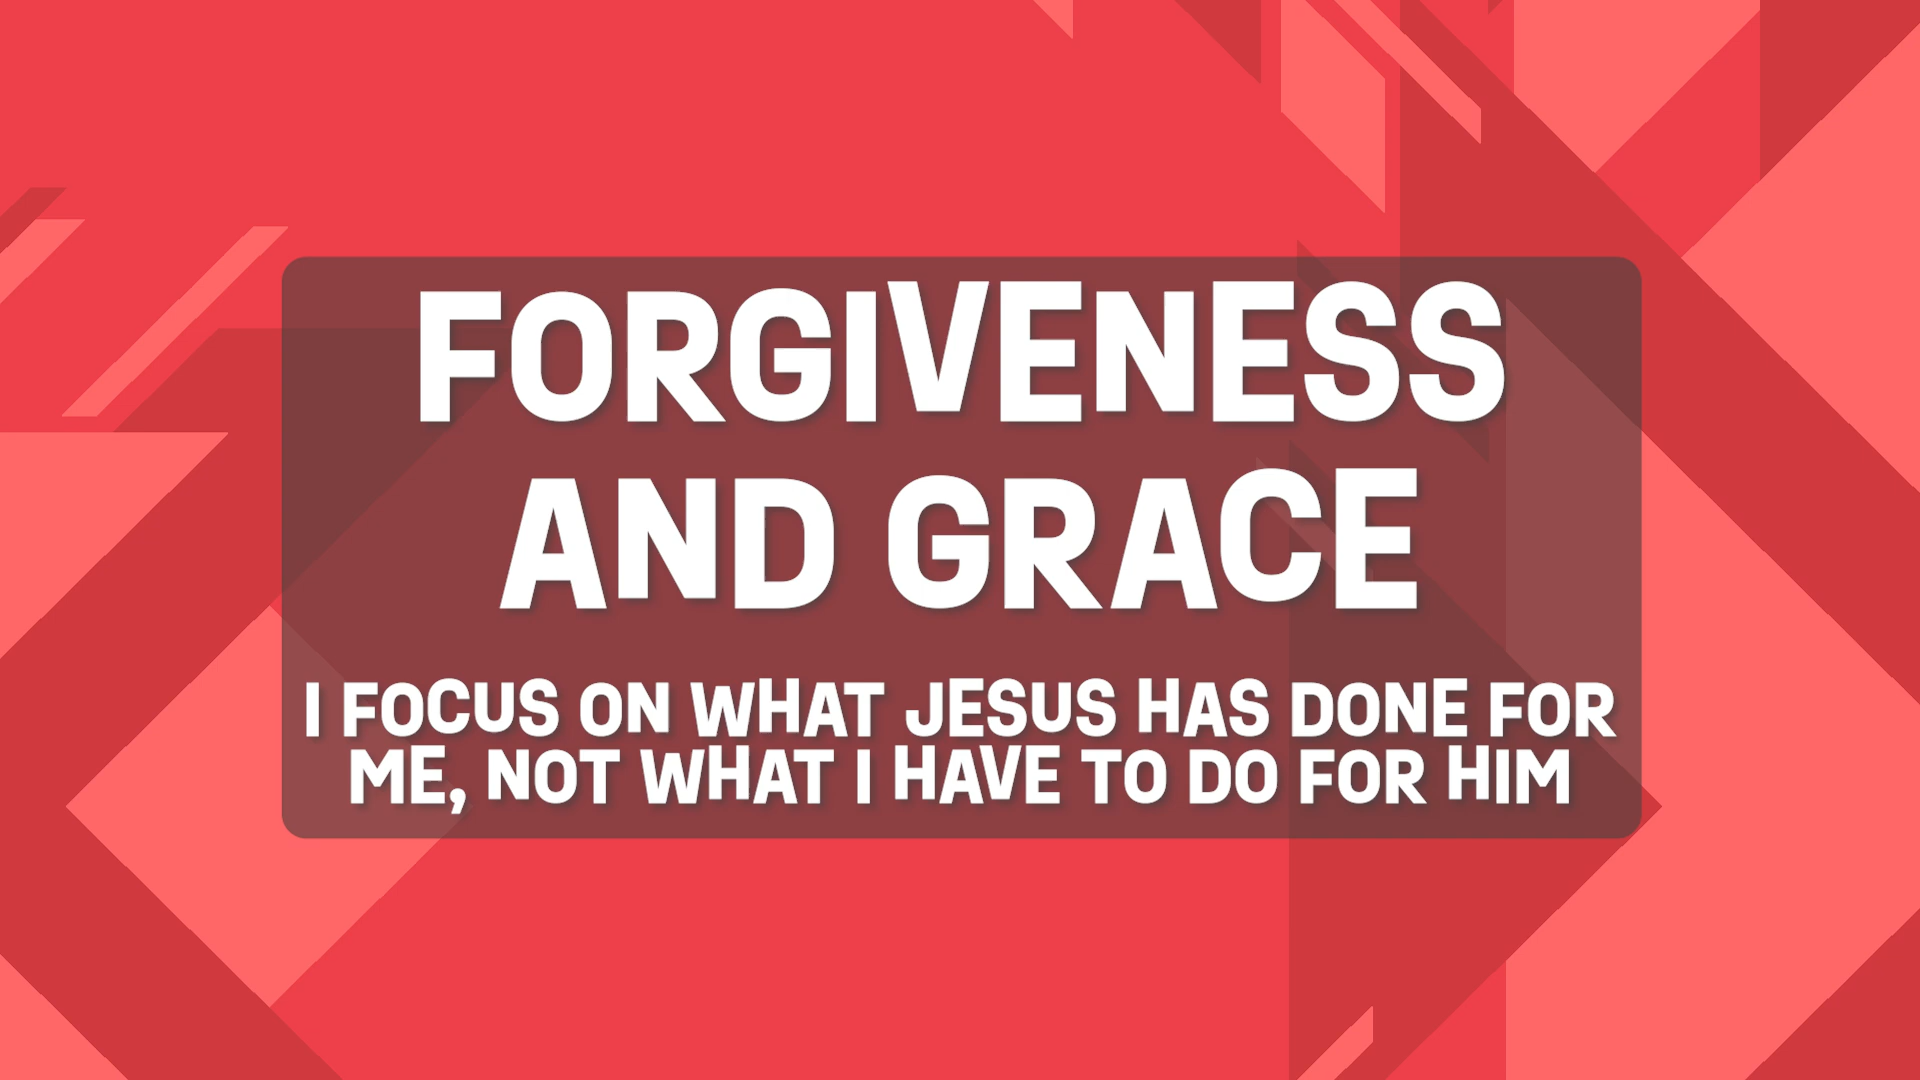 FORGIVENESS
AND GRACE
I FOCUS ON WHAT JESUS HAS DONE FOR
ME, NOT WHAT I HAVE TO DO FOR HIM